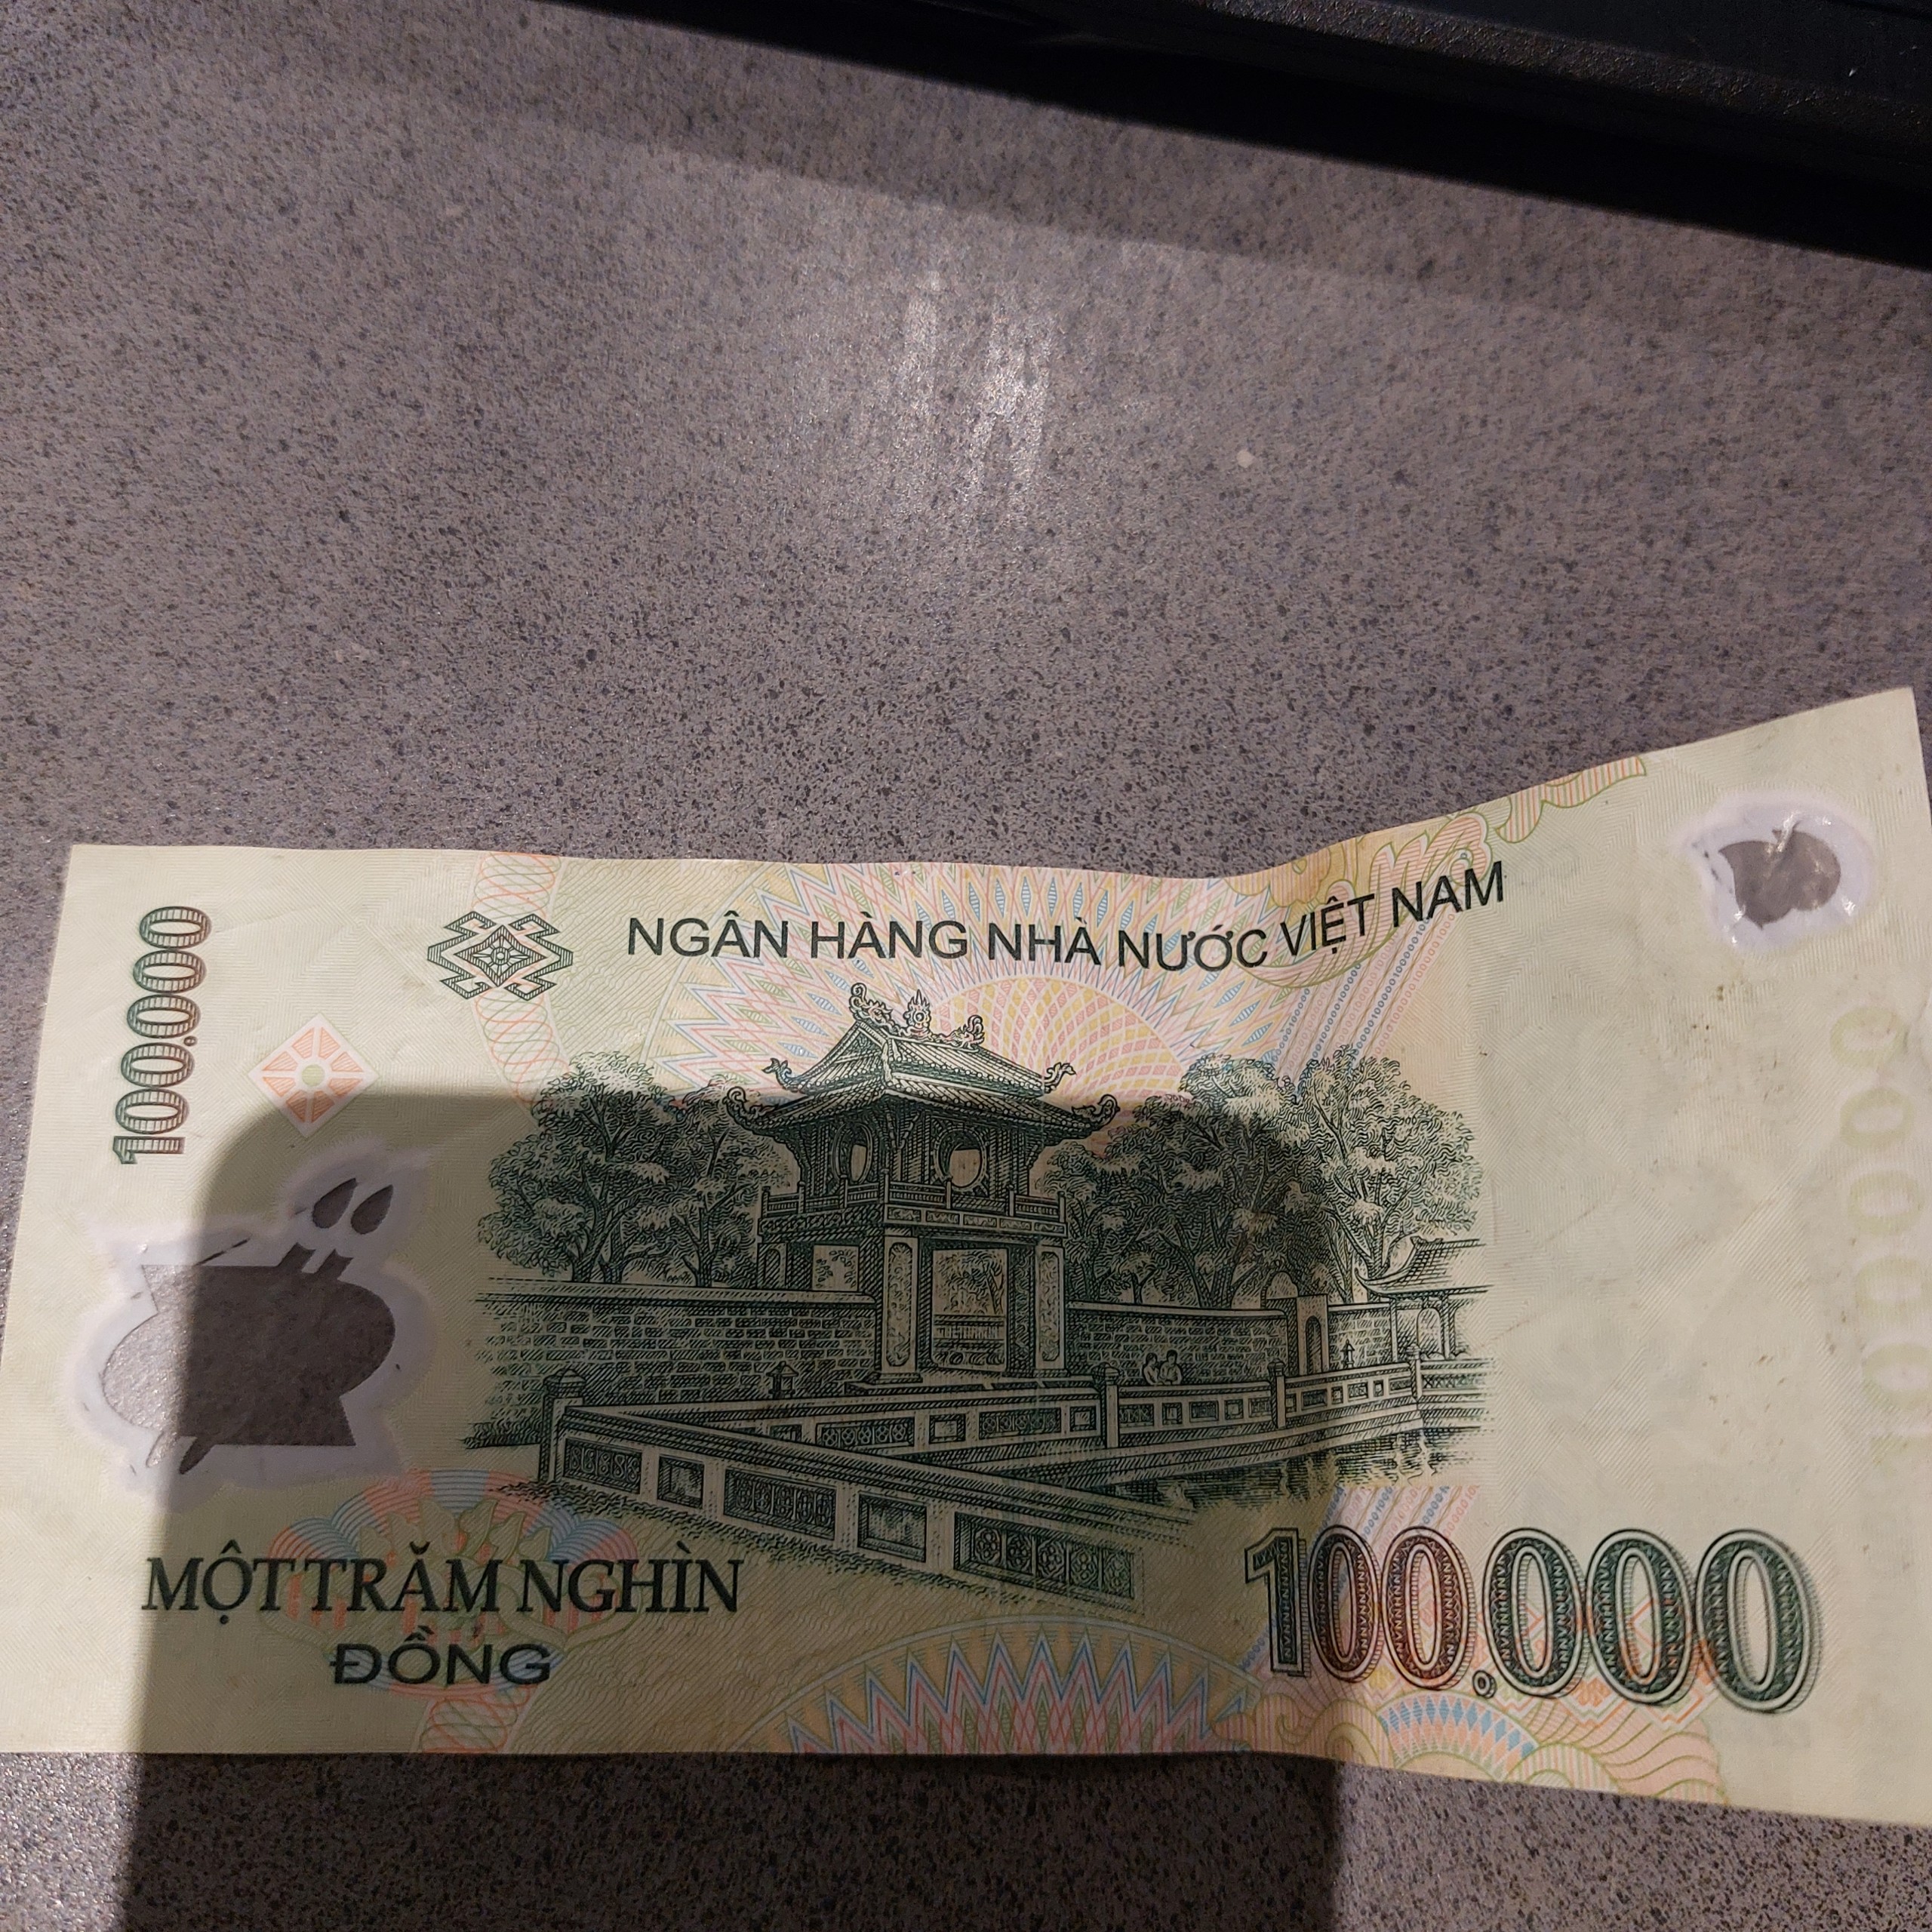 100.000
NGÂN HÀNG NHÀ NƯỚC VIỆT NAM
MỘT TRĂM NGHÌN
ĐỒNG
100.000